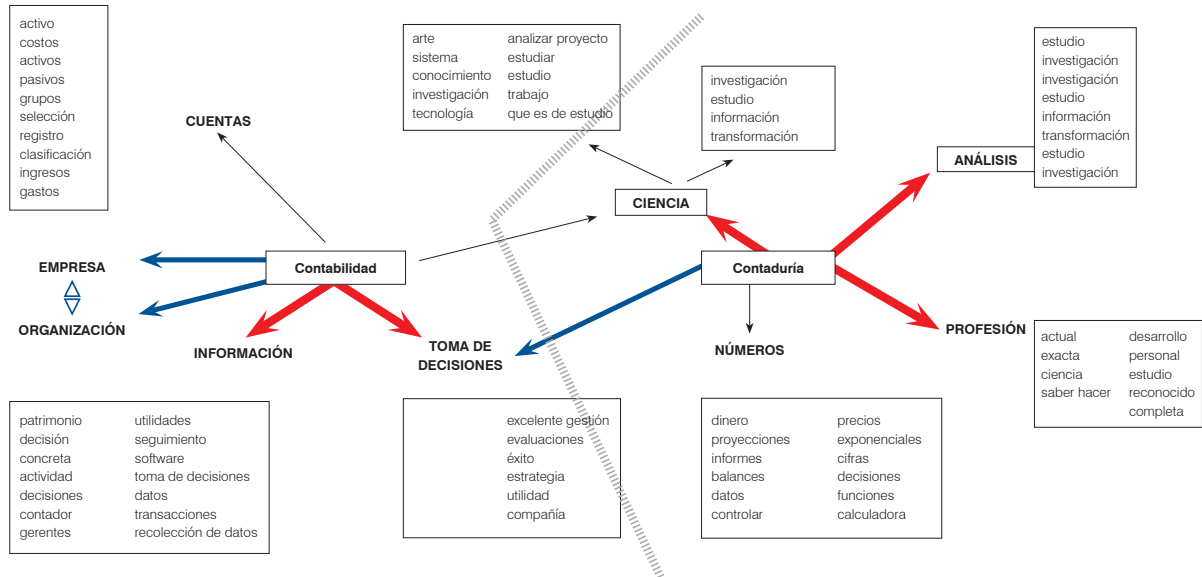 activo
costos
activos
pasivos
grupos
selección
registro
clasificación
ingresos
gastos
CUENTAS
arte analizar proyecto
sistema estudiar
conocimiento estudio
investigación trabajo
tecnología que es de estudio
investigación
estudio
información
transformación
estudio
investigación
investigación
estudio
información
transformación
estudio
investigación
ANÁLISIS
CIENCIA
EMPRESA
Contabilidad
Contaduría
ORGANIZACIÓN
INFORMACIÓN
TOMA DE
DECISIONES
NÚMEROS
PROFESIÓN
actual desarrollo
exacta personal
ciencia estudio
saber hacer reconocido
completa
patrimonio utilidades
decisión seguimiento
concreta software
actividad toma de decisiones
decisiones datos
contador transacciones
gerentes recolección de datos
excelente gestión
evaluaciones
éxito
estrategia
utilidad
compañía
dinero precios
proyecciones exponenciales
informes cifras
balances decisiones
datos funciones
controlar calculadora